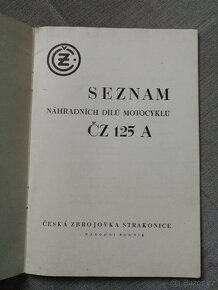 ČZ
SEZNAM
NÁHRADNÍCH DÍLŮ MOTOCYKLU
ČZ 125 A
ČESKÁ ZBROJOVKA STRAKONICE
NÁRODNÍ PODNIK